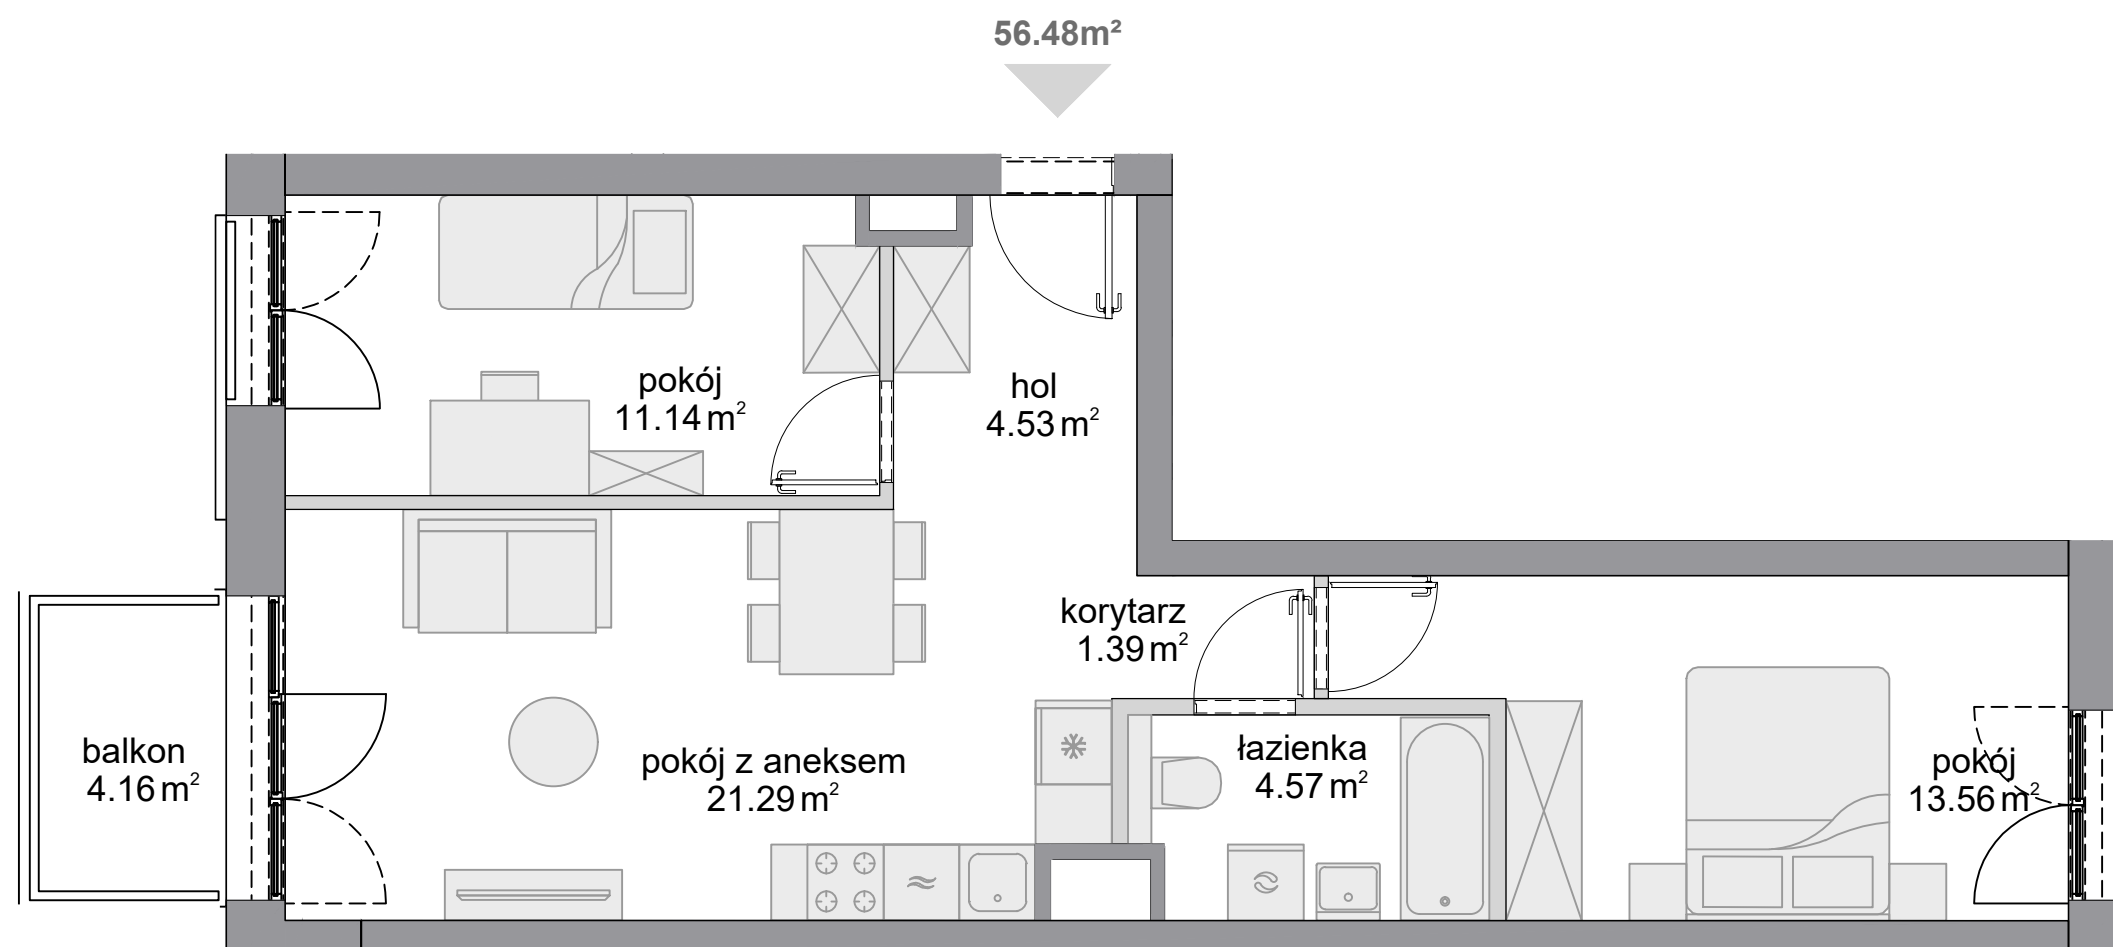 56.48m²
pokój
11.14 m²
hol
4.53 m²
korytarz
1.39 m²
balkon
4.16 m²
pokój z aneksem
21.29 m²
łazienka
4.57 m²
pokój
13.56 m²